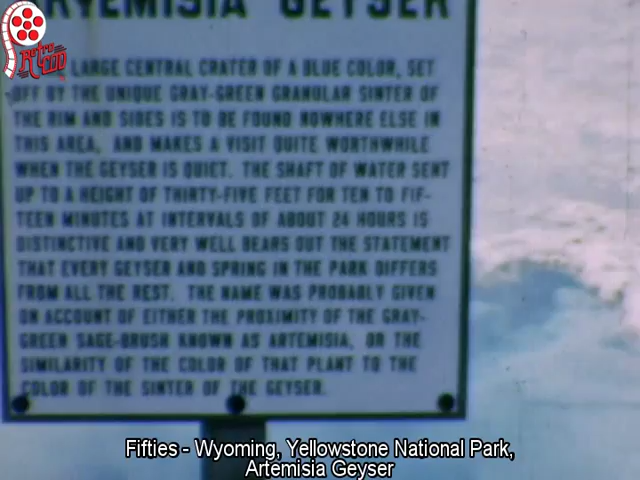 ARTEMISIA GEYSER
Retro
YOO
LARGE CENTRAL CRATER OF A BLUE COLOR, SET
OFF BY THE UNIQUE GRAY-GREEN GRANULAR SINTER OF
THE RIM AND SIDES IS TO BE FOUND NOWHERE ELSE IN
THIS AREA, AND MAKES A VISIT QUITE WORTHWHILE
WHEN THE GEYSER IS QUIET. THE SHAFT OF WATER SENT
UP TO A HEIGHT OF THIRTY-FIVE FEET FOR TEN TO FIF-
TEEN MINUTES AT INTERVALS OF ABOUT 24 HOURS IS
DISTINCTIVE AND VERY WELL BEARS OUT THE STATEMENT
THAT EVERY GEYSER AND SPRING IN THE PARK DIFFERS
FROM ALL THE REST. THE NAME WAS PROBABLY GIVEN
ON ACCOUNT OF EITHER THE PROXIMITY OF THE GRAY-
GREEN SAGE-BRUSH KNOWN AS ARTEMISIA, OR THE
SIMILARITY OF THE COLOR OF THAT PLANT TO THE
COLOR OF THE SINTER OF THE GEYSER.
Fifties - Wyoming, Yellowstone National Park,
Artemisia Geyser